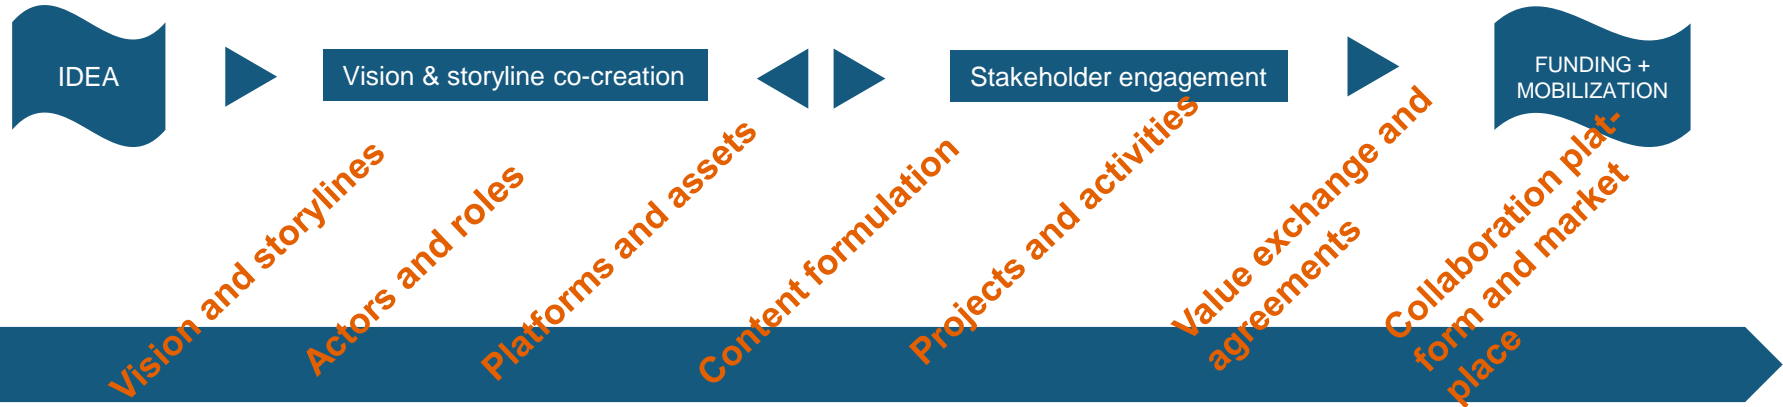 IDEA
Vision & storyline co-creation
Stakeholder engagement
FUNDING +
MOBILIZATION
Vision and storylines
Actors and roles
Platforms and assets
Content formulation
Projects and activities
Value exchange and
agreements
Collaboration plat-
form and market
place